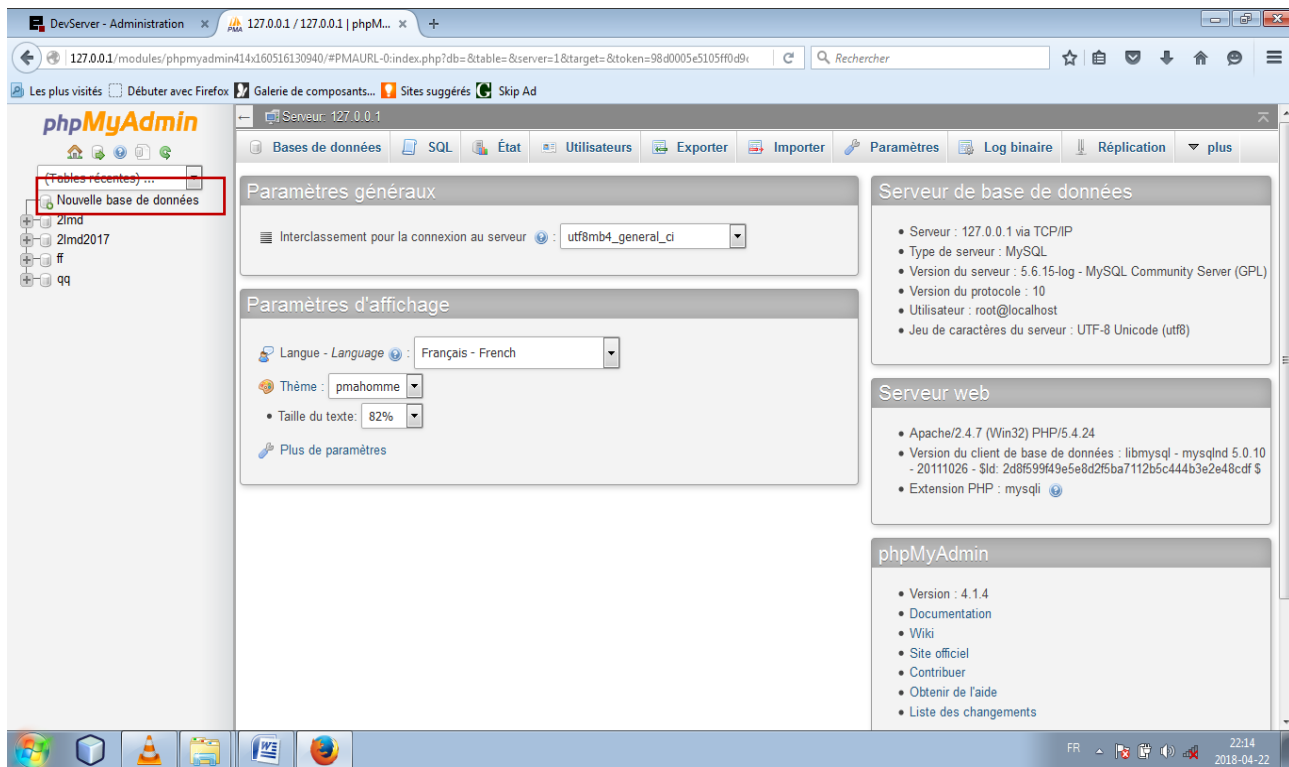 DevServer - Administration
127.0.0.1 / 127.0.0.1 | phpM...
127.0.0.1/modules/phpmyadmin414x160516130940/#PMAURL-0:index.php?db=&table=&server=1&target=&token=98d0005e5105ff0d9
Rechercher
Les plus visités Débuter avec Firefox Galerie de composants... Sites suggérés Skip Ad
phpMyAdmin
(Tables récentes) ...
Nouvelle base de données
2lmd
2lmd2017
ff
qq
Serveur: 127.0.0.1
Bases de données SQL État Utilisateurs Exporter Importer Paramètres Log binaire Réplication plus
Paramètres généraux
Interclassement pour la connexion au serveur : utf8mb4_general_ci
Paramètres d'affichage
Langue - Language : Français - French
Thème : pmahomme
• Taille du texte: 82%
Plus de paramètres
Serveur de base de données
• Serveur : 127.0.0.1 via TCP/IP
• Type de serveur : MySQL
• Version du serveur : 5.6.15-log - MySQL Community Server (GPL)
• Version du protocole : 10
• Utilisateur : root@localhost
• Jeu de caractères du serveur : UTF-8 Unicode (utf8)
Serveur web
• Apache/2.4.7 (Win32) PHP/5.4.24
• Version du client de base de données : libmysql - mysqlnd 5.0.10
- 20111026 - $Id: 2d8f599f49e5e8d2f5ba7112b5c444b3e2e48cdf $
• Extension PHP : mysqli
phpMyAdmin
• Version : 4.1.4
• Documentation
• Wiki
• Site officiel
• Contribuer
• Obtenir de l'aide
• Liste des changements
FR
22:14
2018-04-22